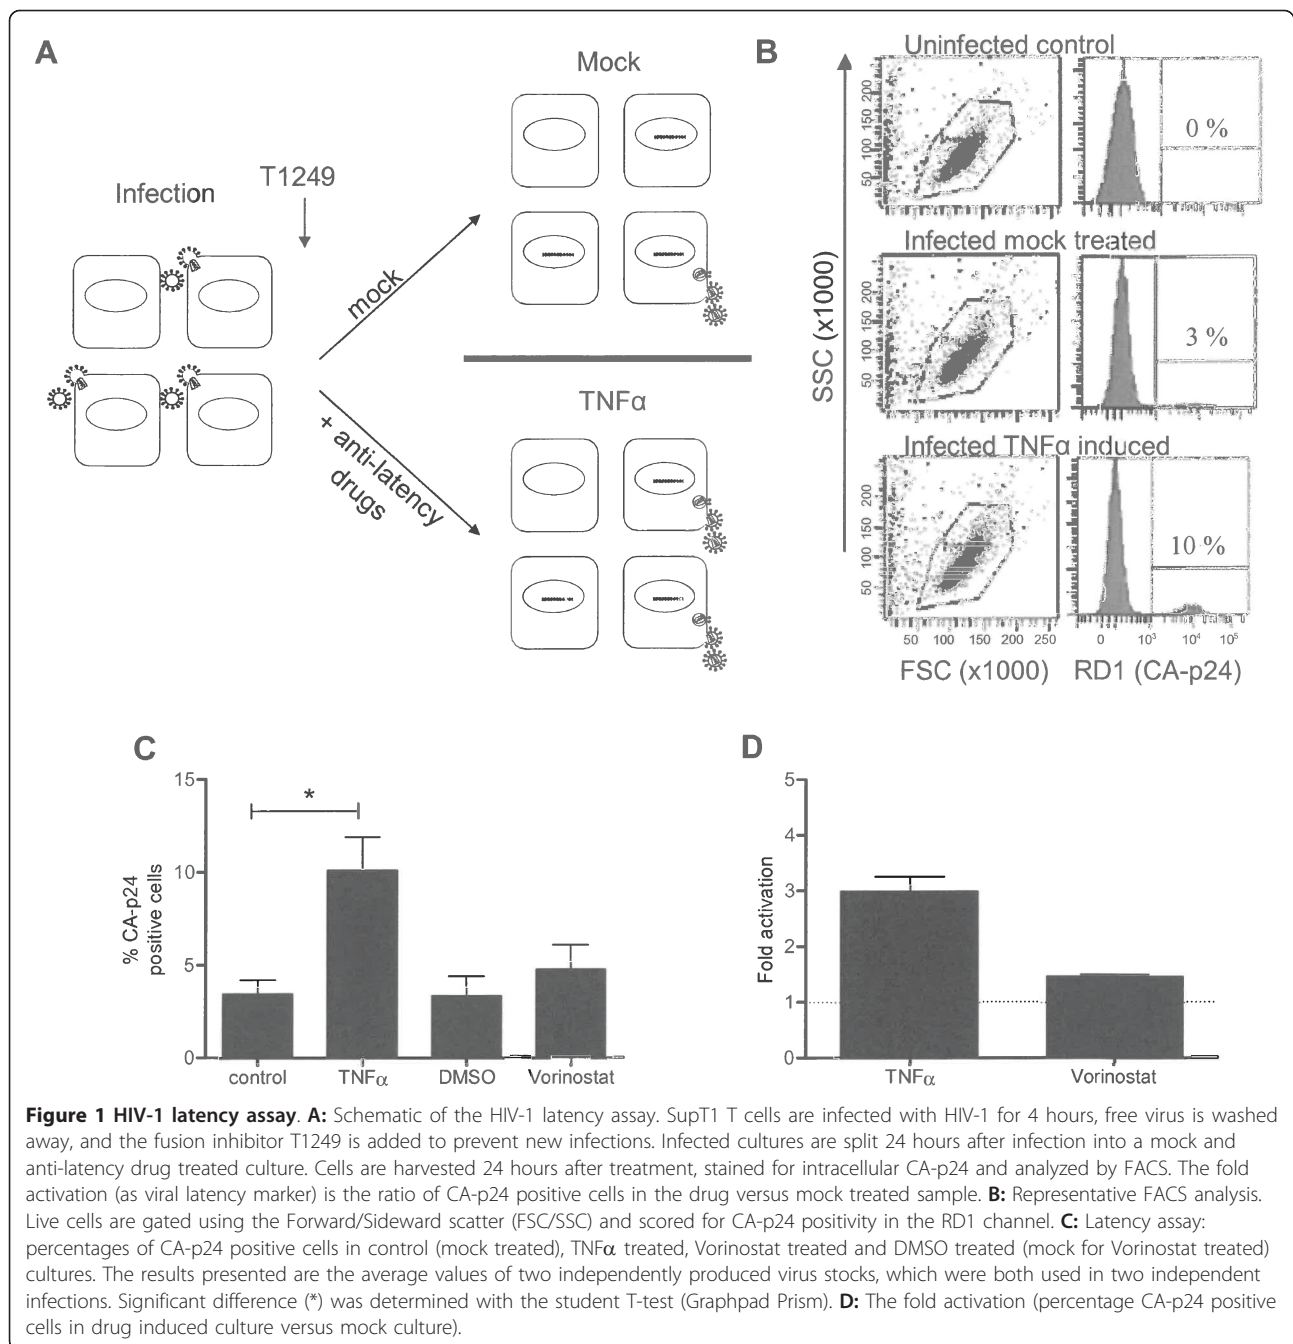 A
Infection
T1249
mock
+ anti-latency
drugs
Mock
TNFα
B
Uninfected control
0 %
Infected mock treated
3 %
Infected TNFα induced
10 %
SSC (x1000)
50 100 150 200
50 100 150 200
50 100 150 200
50 100 150 200 250
0 10³ 10⁴ 10⁵
FSC (x1000)
RD1 (CA-p24)
C
% CA-p24
positive cells
15
10
5
0
*
control TNFα DMSO Vorinostat
D
Fold activation
5
4
3
2
1
0
TNFα Vorinostat
Figure 1 HIV-1 latency assay. A: Schematic of the HIV-1 latency assay. SupT1 T cells are infected with HIV-1 for 4 hours, free virus is washed
away, and the fusion inhibitor T1249 is added to prevent new infections. Infected cultures are split 24 hours after infection into a mock and
anti-latency drug treated culture. Cells are harvested 24 hours after treatment, stained for intracellular CA-p24 and analyzed by FACS. The fold
activation (as viral latency marker) is the ratio of CA-p24 positive cells in the drug versus mock treated sample. B: Representative FACS analysis.
Live cells are gated using the Forward/Sideward scatter (FSC/SSC) and scored for CA-p24 positivity in the RD1 channel. C: Latency assay:
percentages of CA-p24 positive cells in control (mock treated), TNFα treated, Vorinostat treated and DMSO treated (mock for Vorinostat treated)
cultures. The results presented are the average values of two independently produced virus stocks, which were both used in two independent
infections. Significant difference (*) was determined with the student T-test (Graphpad Prism). D: The fold activation (percentage CA-p24 positive
cells in drug induced culture versus mock culture).